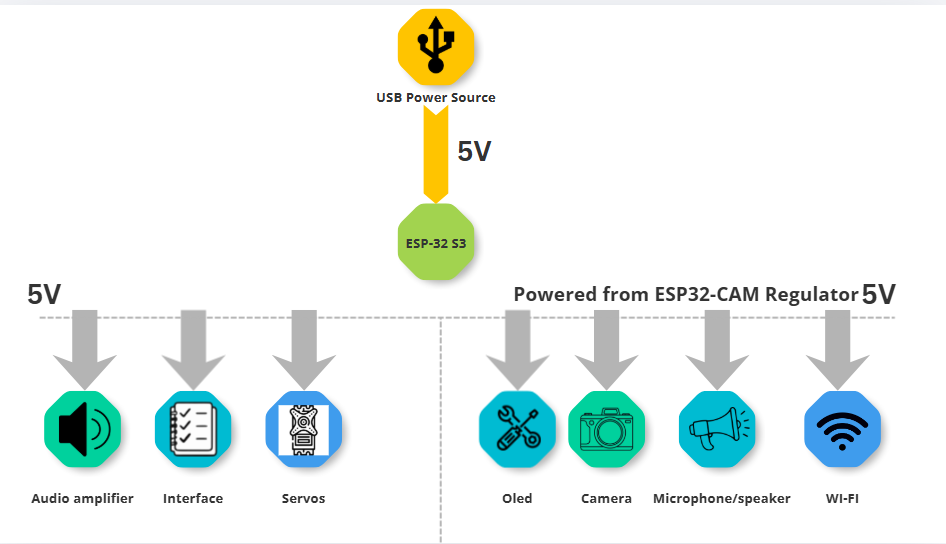 USB Power Source
5V
ESP-32 S3
5V
Powered from ESP32-CAM Regulator 5V
Audio amplifier
Interface
Servos
Oled
Camera
Microphone/speaker
WI-FI